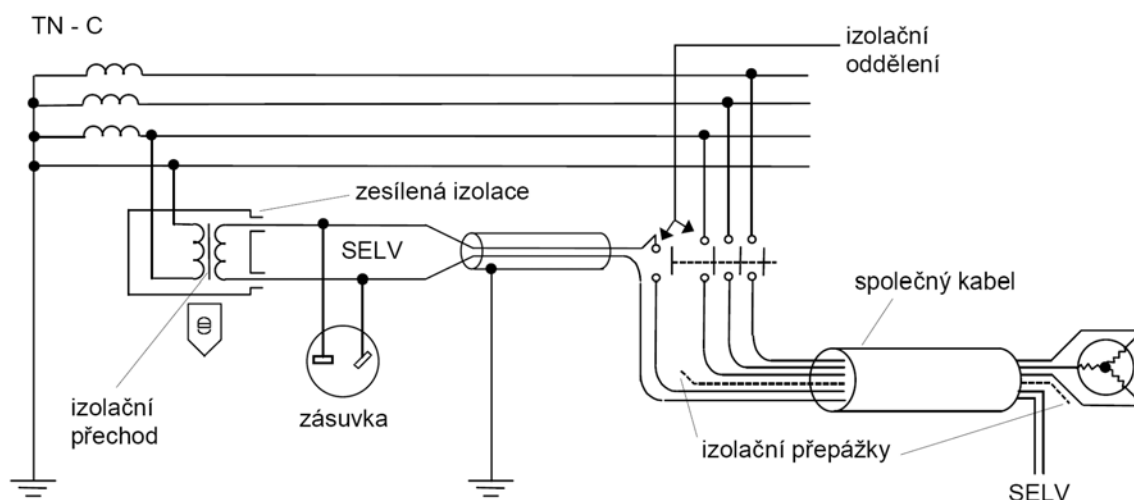 TN - C
izolační
oddělení
zesílená izolace
SELV
společný kabel
izolační
přechod
zásuvka
izolační přepážky
SELV